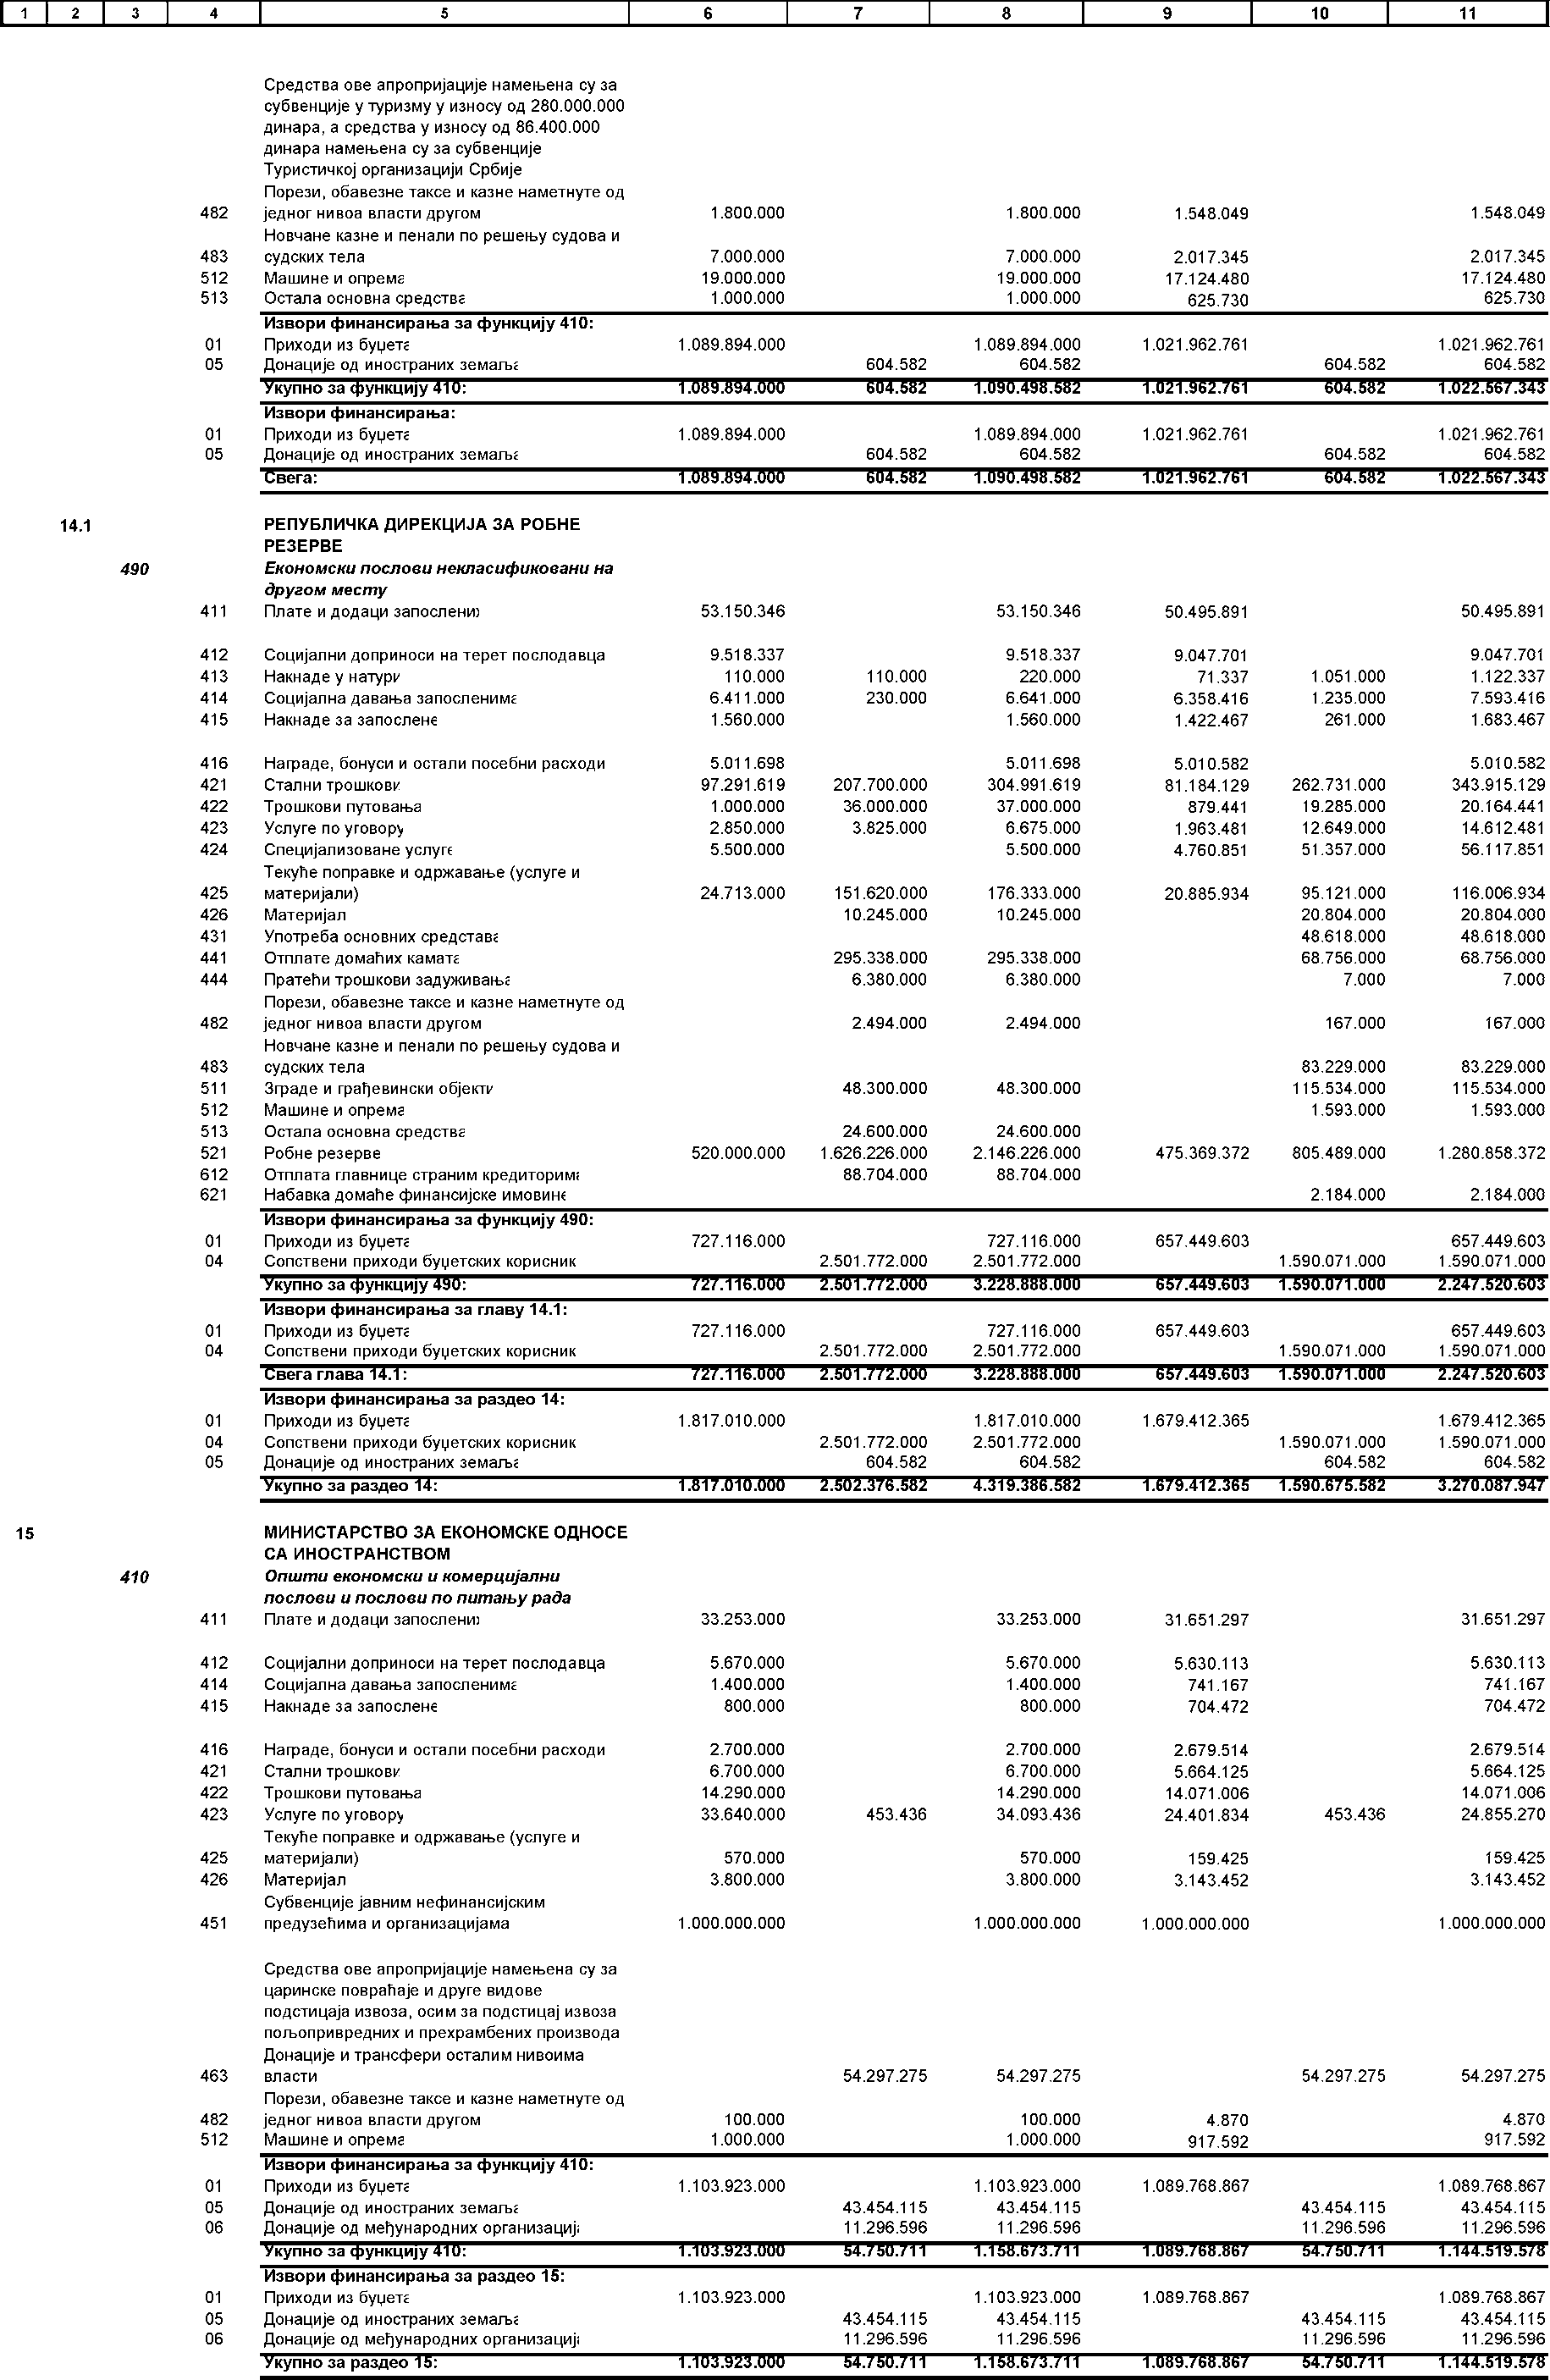 1 2 3 4 5 6 7 8 9 10 11
Средства ове апропријације намењена су за
субвенције у туризму у износу од 280.000.000
динара, а средства у износу од 86.400.000
динара намењена су за субвенције
Туристичкој организацији Србије
Порези, обавезне таксе и казне наметнуте од
482 једног нивоа власти другом 1.800.000 1.800.000 1.548.049 1.548.049
Новчане казне и пенали по решењу судова и
483 судских тела 7.000.000 7.000.000 2.017.345 2.017.345
512 Машине и опрема 19.000.000 19.000.000 17.124.480 17.124.480
513 Остала основна средства 1.000.000 1.000.000 625.730 625.730
Извори финансирања за функцију 410:
01 Приходи из буџета 1.089.894.000 1.089.894.000 1.021.962.761 1.021.962.761
05 Донације од иностраних земаља 604.582 604.582 604.582 604.582
Укупно за функцију 410: 1.089.894.000 604.582 1.090.498.582 1.021.962.761 604.582 1.022.567.343
Извори финансирања:
01 Приходи из буџета 1.089.894.000 1.089.894.000 1.021.962.761 1.021.962.761
05 Донације од иностраних земаља 604.582 604.582 604.582 604.582
Свега: 1.089.894.000 604.582 1.090.498.582 1.021.962.761 604.582 1.022.567.343
14.1 РЕПУБЛИЧКА ДИРЕКЦИЈА ЗА РОБНЕ
РЕЗЕРВЕ
490 Економски послови некласификовани на
другом месту
411 Плате и додаци запослених 53.150.346 53.150.346 50.495.891 50.495.891
412 Социјални доприноси на терет послодавца 9.518.337 9.518.337 9.047.701 9.047.701
413 Накнаде у натури 110.000 110.000 220.000 71.337 1.051.000 1.122.337
414 Социјална давања запосленима 6.411.000 230.000 6.641.000 6.358.416 1.235.000 7.593.416
415 Накнаде за запослене 1.560.000 1.560.000 1.422.467 261.000 1.683.467
416 Награде, бонуси и остали посебни расходи 5.011.698 5.011.698 5.010.582 5.010.582
421 Стални трошкови 97.291.619 207.700.000 304.991.619 81.184.129 262.731.000 343.915.129
422 Трошкови путовања 1.000.000 36.000.000 37.000.000 879.441 19.285.000 20.164.441
423 Услуге по уговору 2.850.000 3.825.000 6.675.000 1.963.481 12.649.000 14.612.481
424 Специјализоване услуге 5.500.000 5.500.000 4.760.851 51.357.000 56.117.851
Текуће поправке и одржавање (услуге и
425 материјали) 24.713.000 151.620.000 176.333.000 20.885.934 95.121.000 116.006.934
426 Материјал 10.245.000 10.245.000 20.804.000 20.804.000
431 Употреба основних средстава 48.618.000 48.618.000
441 Отплате домаћих камата 295.338.000 295.338.000 68.756.000 68.756.000
444 Пратећи трошкови задуживања 6.380.000 6.380.000 7.000 7.000
Порези, обавезне таксе и казне наметнуте од
482 једног нивоа власти другом 2.494.000 2.494.000 167.000 167.000
Новчане казне и пенали по решењу судова и
483 судских тела 83.229.000 83.229.000
511 Зграде и грађевински објекти 48.300.000 48.300.000 115.534.000 115.534.000
512 Машине и опрема 1.593.000 1.593.000
513 Остала основна средства 24.600.000 24.600.000
521 Робне резерве 520.000.000 1.626.226.000 2.146.226.000 475.369.372 805.489.000 1.280.858.372
612 Отплата главнице страним кредиторима 88.704.000 88.704.000
621 Набавка домаће финансијске имовине 2.184.000 2.184.000
Извори финансирања за функцију 490:
01 Приходи из буџета 727.116.000 727.116.000 657.449.603 657.449.603
04 Сопствени приходи буџетских корисник 2.501.772.000 2.501.772.000 1.590.071.000 1.590.071.000
Укупно за функцију 490: 727.116.000 2.501.772.000 3.228.888.000 657.449.603 1.590.071.000 2.247.520.603
Извори финансирања за главу 14.1:
01 Приходи из буџета 727.116.000 727.116.000 657.449.603 657.449.603
04 Сопствени приходи буџетских корисник 2.501.772.000 2.501.772.000 1.590.071.000 1.590.071.000
Свега глава 14.1: 727.116.000 2.501.772.000 3.228.888.000 657.449.603 1.590.071.000 2.247.520.603
Извори финансирања за раздео 14:
01 Приходи из буџета 1.817.010.000 1.817.010.000 1.679.412.365 1.679.412.365
04 Сопствени приходи буџетских корисник 2.501.772.000 2.501.772.000 1.590.071.000 1.590.071.000
05 Донације од иностраних земаља 604.582 604.582 604.582 604.582
Укупно за раздео 14: 1.817.010.000 2.502.376.582 4.319.386.582 1.679.412.365 1.590.675.582 3.270.087.947
15 МИНИСТАРСТВО ЗА ЕКОНОМСКЕ ОДНОСЕ
СА ИНОСТРАНСТВОМ
410 Општи економски и комерцијални
послови и послови по питању рада
411 Плате и додаци запослених 33.253.000 33.253.000 31.651.297 31.651.297
412 Социјални доприноси на терет послодавца 5.670.000 5.670.000 5.630.113 5.630.113
414 Социјална давања запосленима 1.400.000 1.400.000 741.167 741.167
415 Накнаде за запослене 800.000 800.000 704.472 704.472
416 Награде, бонуси и остали посебни расходи 2.700.000 2.700.000 2.679.514 2.679.514
421 Стални трошкови 6.700.000 6.700.000 5.664.125 5.664.125
422 Трошкови путовања 14.290.000 14.290.000 14.071.006 14.071.006
423 Услуге по уговору 33.640.000 453.436 34.093.436 24.401.834 453.436 24.855.270
Текуће поправке и одржавање (услуге и
425 материјали) 570.000 570.000 159.425 159.425
426 Материјал 3.800.000 3.800.000 3.143.452 3.143.452
Субвенције јавним нефинансијским
451 предузећима и организацијама 1.000.000.000 1.000.000.000 1.000.000.000 1.000.000.000
Средства ове апропријације намењена су за
царинске повраћаје и друге видове
подстицаја извоза, осим за подстицај извоза
пољопривредних и прехрамбених производа
Донације и трансфери осталим нивоима
463 власти 54.297.275 54.297.275 54.297.275 54.297.275
Порези, обавезне таксе и казне наметнуте од
482 једног нивоа власти другом 100.000 100.000 4.870 4.870
512 Машине и опрема 1.000.000 1.000.000 917.592 917.592
Извори финансирања за функцију 410:
01 Приходи из буџета 1.103.923.000 1.103.923.000 1.089.768.867 1.089.768.867
05 Донације од иностраних земаља 43.454.115 43.454.115 43.454.115 43.454.115
06 Донације од међународних организациј 11.296.596 11.296.596 11.296.596 11.296.596
Укупно за функцију 410: 1.103.923.000 54.750.711 1.158.673.711 1.089.768.867 54.750.711 1.144.519.578
Извори финансирања за раздео 15:
01 Приходи из буџета 1.103.923.000 1.103.923.000 1.089.768.867 1.089.768.867
05 Донације од иностраних земаља 43.454.115 43.454.115 43.454.115 43.454.115
06 Донације од међународних организациј 11.296.596 11.296.596 11.296.596 11.296.596
Укупно за раздео 15: 1.103.923.000 54.750.711 1.158.673.711 1.089.768.867 54.750.711 1.144.519.578